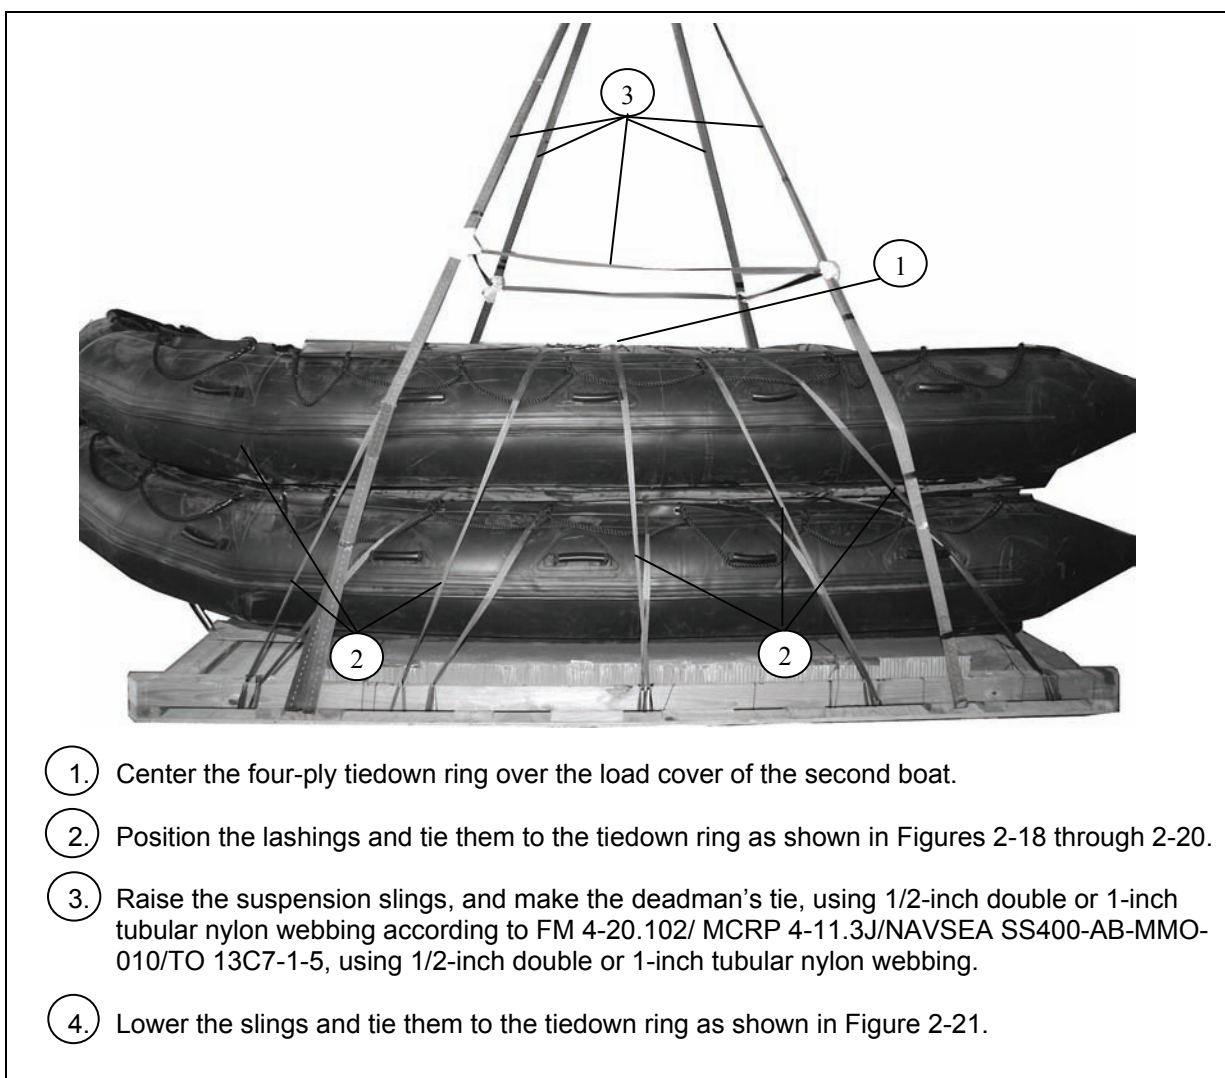 3
1
2
2
1. Center the four-ply tiedown ring over the load cover of the second boat.
2. Position the lashings and tie them to the tiedown ring as shown in Figures 2-18 through 2-20.
3. Raise the suspension slings, and make the deadman’s tie, using 1/2-inch double or 1-inch
tubular nylon webbing according to FM 4-20.102/ MCRP 4-11.3J/NAVSEA SS400-AB-MMO-
010/TO 13C7-1-5, using 1/2-inch double or 1-inch tubular nylon webbing.
4. Lower the slings and tie them to the tiedown ring as shown in Figure 2-21.